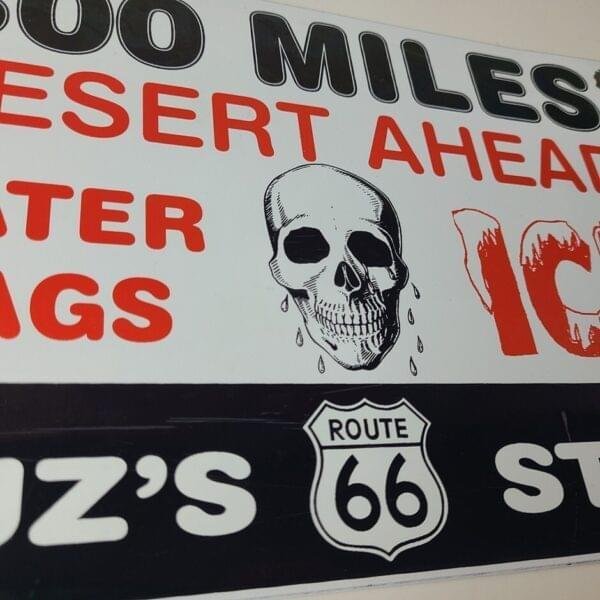 00 MILES
ESERT AHEAD
ATER
AGS
IC
ROUTE
66
UZ'S
ST